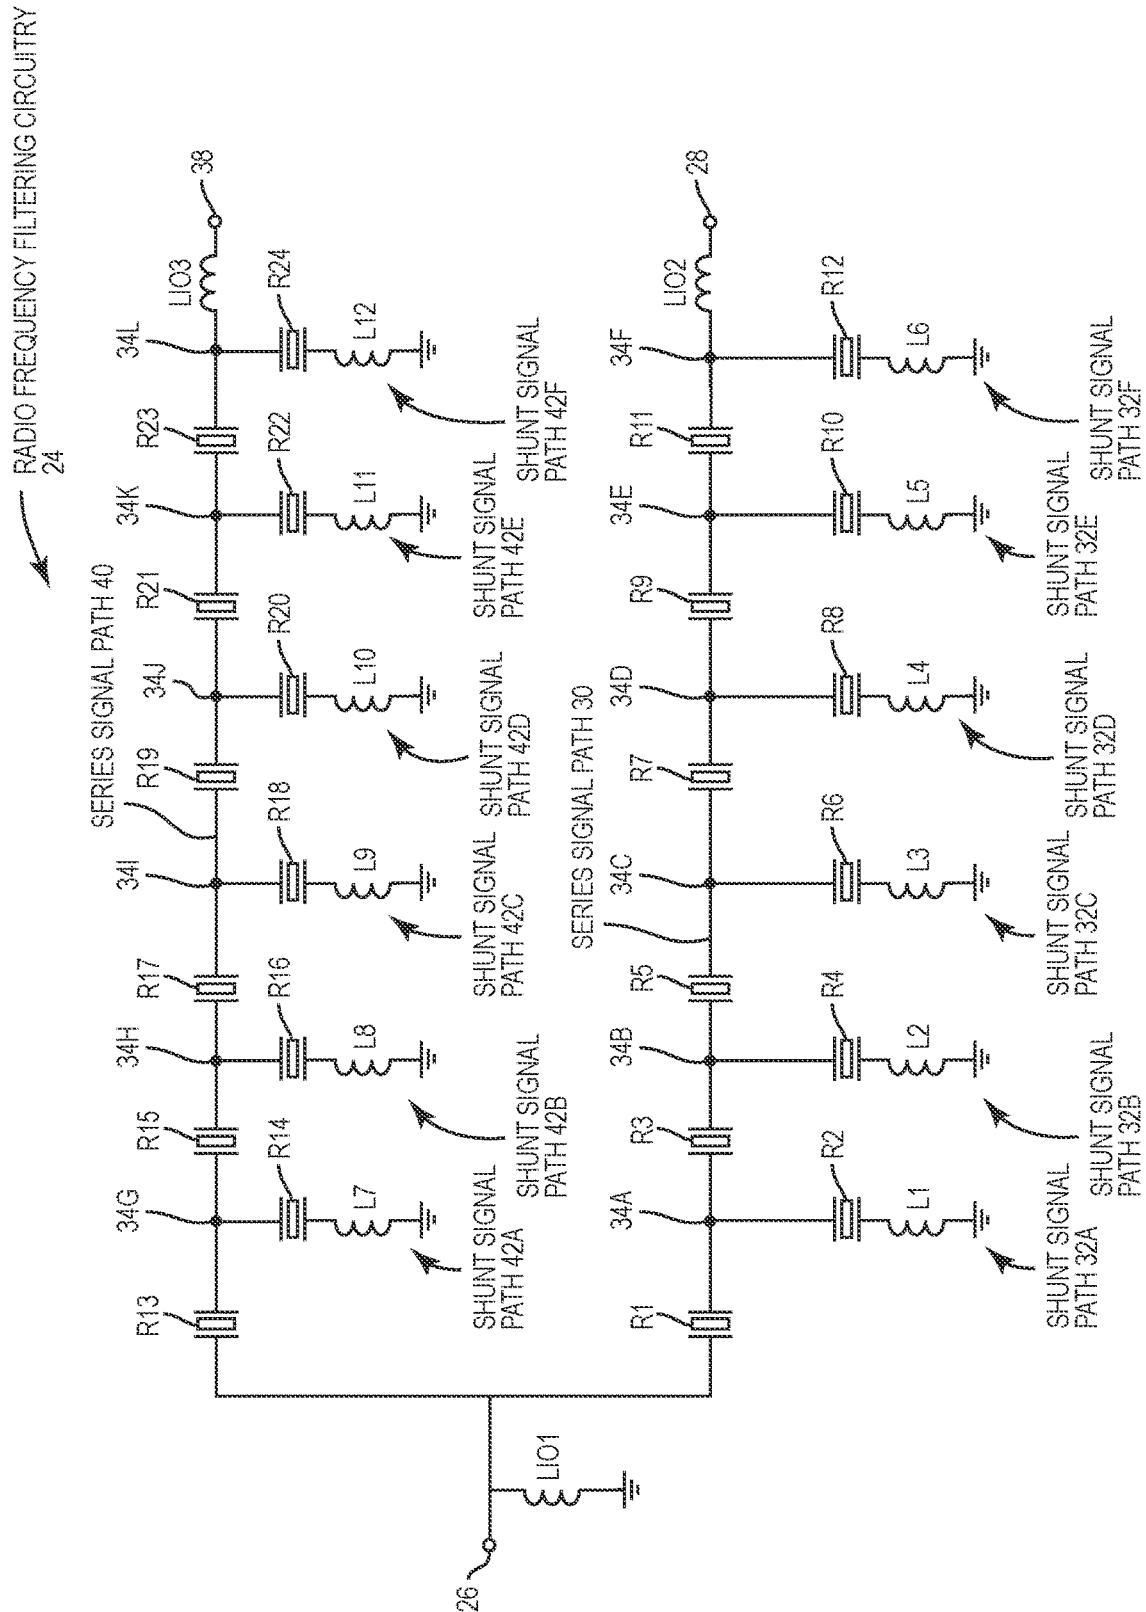 RADIO FREQUENCY FILTERING CIRCUITRY
24
SERIES SIGNAL PATH 40
R13
34G
R15
34H
R17
34I
R19
34J
R21
34K
R23
34L
LIO3
38
R14
R16
R18
R20
R22
R24
L7
L8
L9
L10
L11
L12
SHUNT SIGNAL
PATH 42A
SHUNT SIGNAL
PATH 42B
SHUNT SIGNAL
PATH 42C
SHUNT SIGNAL
PATH 42D
SHUNT SIGNAL
PATH 42E
SHUNT SIGNAL
PATH 42F
26
LIO1
SERIES SIGNAL PATH 30
R1
34A
R3
34B
R5
34C
R7
34D
R9
34E
R11
34F
LIO2
28
R2
R4
R6
R8
R10
R12
L1
L2
L3
L4
L5
L6
SHUNT SIGNAL
PATH 32A
SHUNT SIGNAL
PATH 32B
SHUNT SIGNAL
PATH 32C
SHUNT SIGNAL
PATH 32D
SHUNT SIGNAL
PATH 32E
SHUNT SIGNAL
PATH 32F